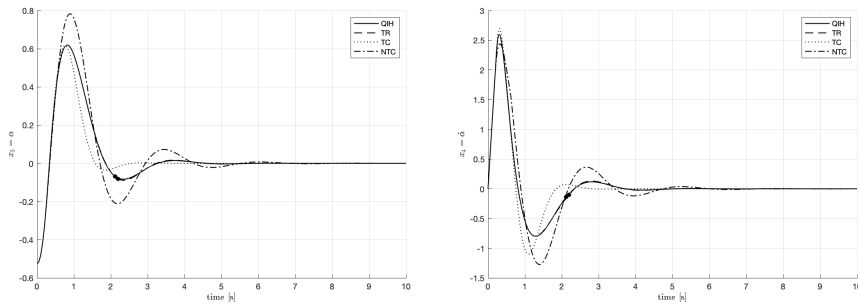 0.8
0.6
0.4
0.2
0
-0.2
-0.4
-0.6
x₃ = α
0 1 2 3 4 5 6 7 8 9 10
time [s]
QIH
TR
TC
NTC
3
2.5
2
1.5
1
0.5
0
-0.5
-1
-1.5
x₄ = α̇
0 1 2 3 4 5 6 7 8 9 10
time [s]
QIH
TR
TC
NTC